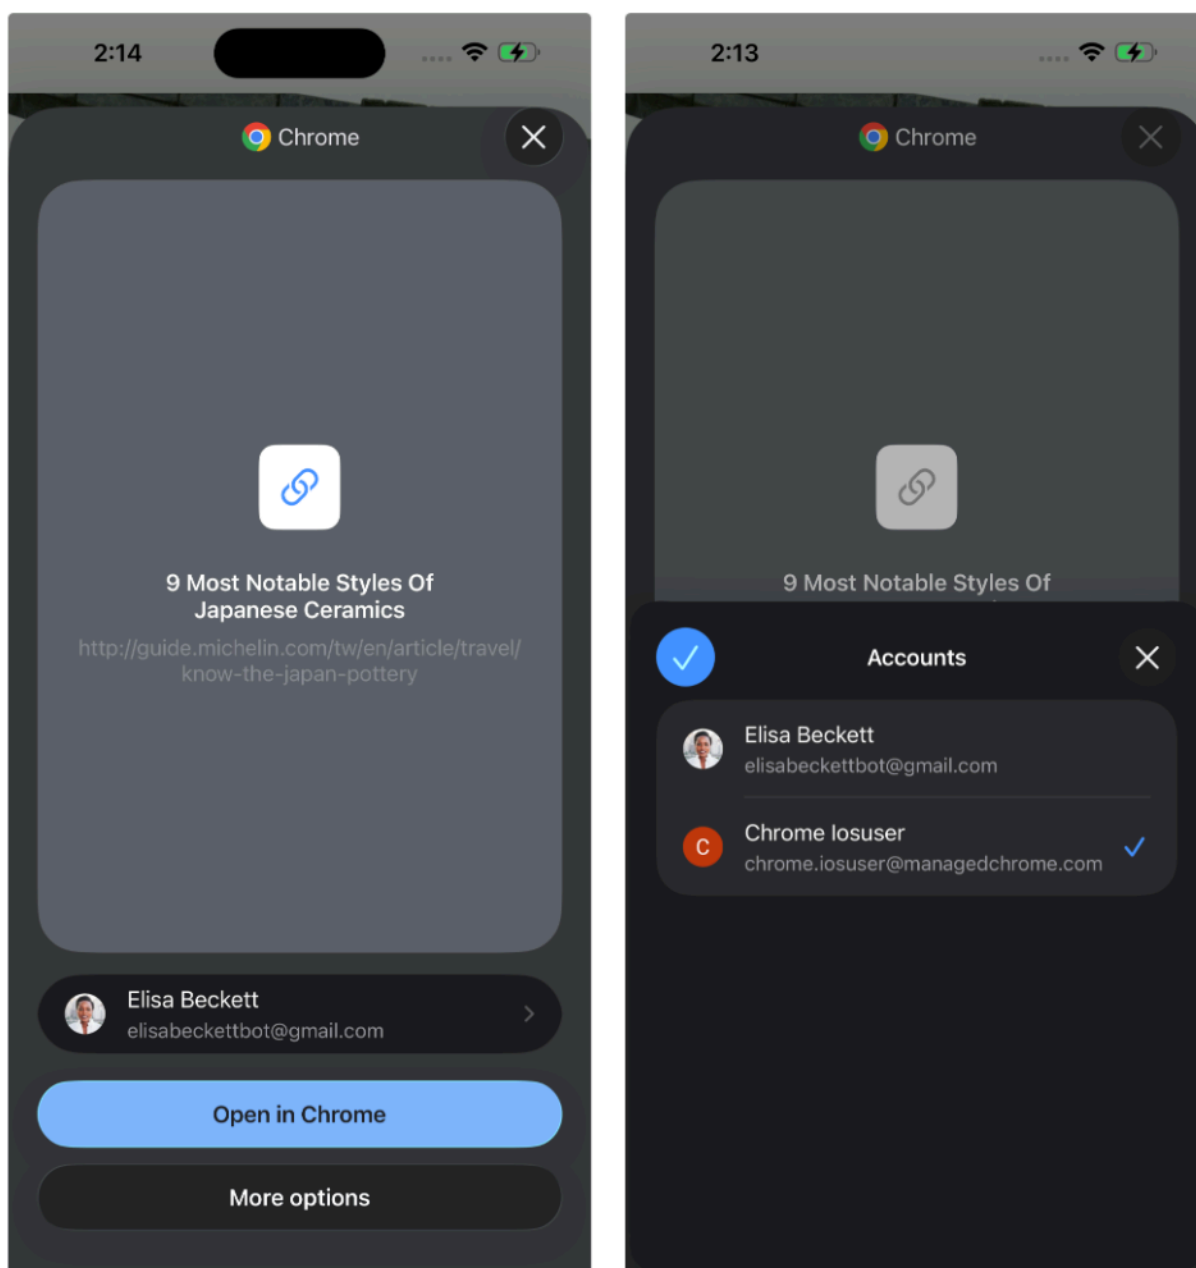 2:14
Chrome
9 Most Notable Styles Of
Japanese Ceramics
http://guide.michelin.com/tw/en/article/travel/
know-the-japan-pottery
Elisa Beckett
elisabeckettbot@gmail.com
Open in Chrome
More options
2:13
Chrome
9 Most Notable Styles Of
Accounts
Elisa Beckett
elisabeckettbot@gmail.com
C
Chrome Iosuser
chrome.iosuser@managedchrome.com